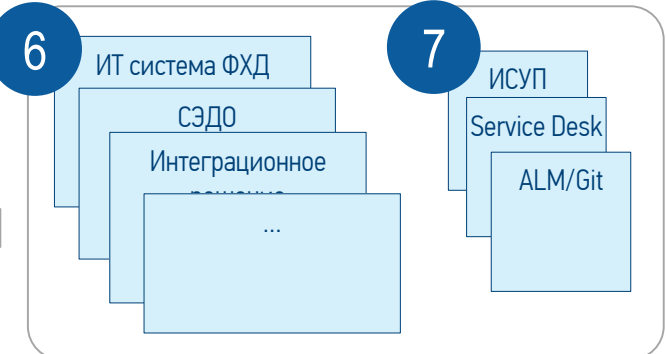 6
ИТ система ФХД
СЭДО
Интеграционное
...
7
ИСУП
Service Desk
ALM/Git